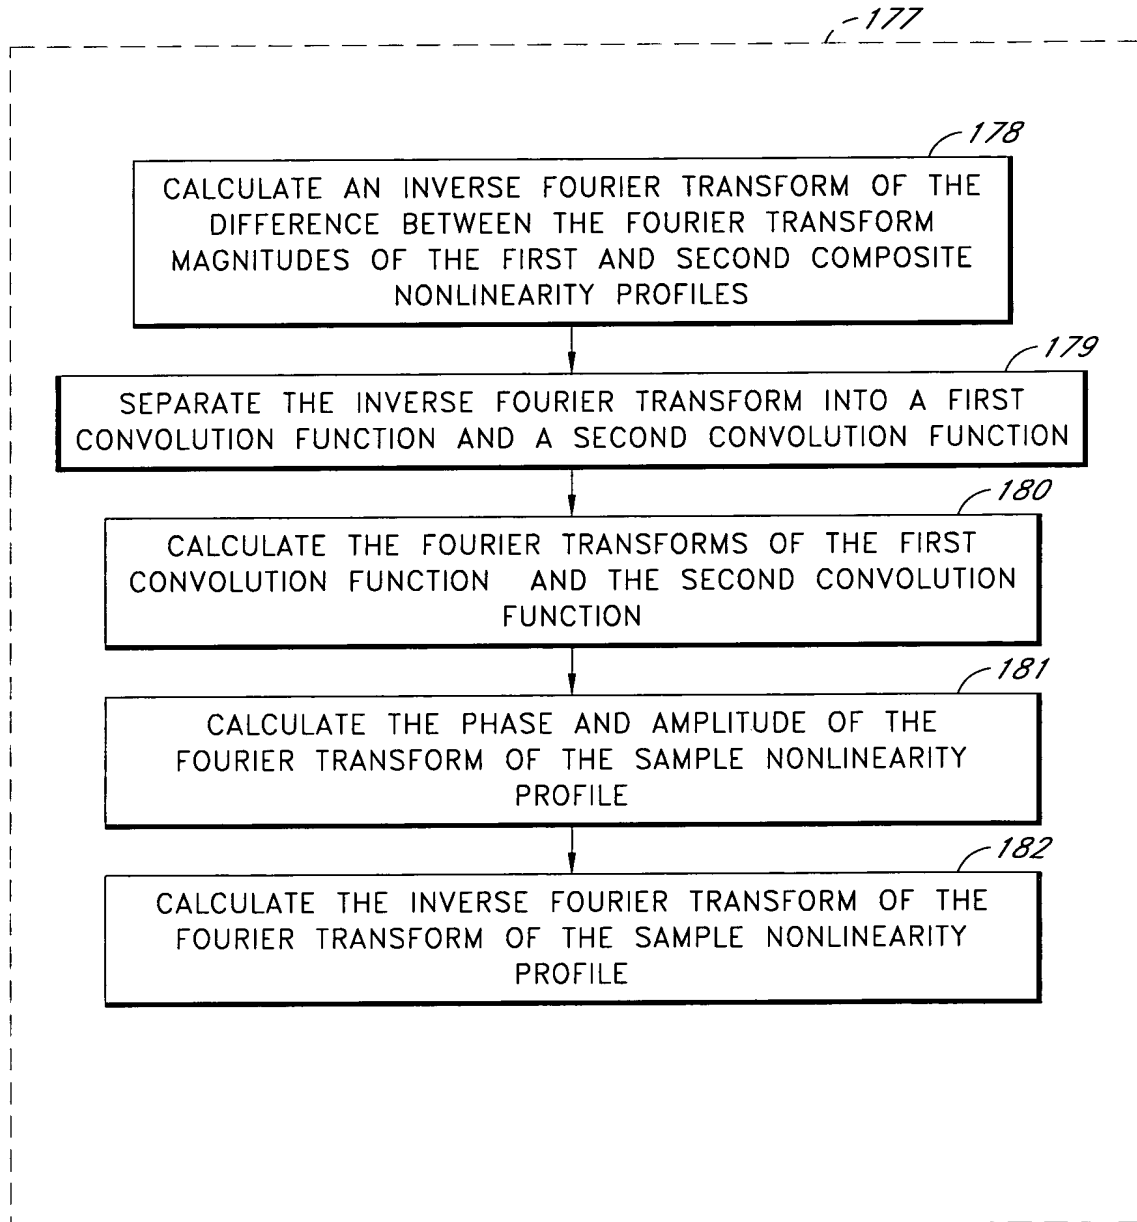 177
178
CALCULATE AN INVERSE FOURIER TRANSFORM OF THE
DIFFERENCE BETWEEN THE FOURIER TRANSFORM
MAGNITUDES OF THE FIRST AND SECOND COMPOSITE
NONLINEARITY PROFILES
179
SEPARATE THE INVERSE FOURIER TRANSFORM INTO A FIRST
CONVOLUTION FUNCTION AND A SECOND CONVOLUTION FUNCTION
180
CALCULATE THE FOURIER TRANSFORMS OF THE FIRST
CONVOLUTION FUNCTION AND THE SECOND CONVOLUTION
FUNCTION
181
CALCULATE THE PHASE AND AMPLITUDE OF THE
FOURIER TRANSFORM OF THE SAMPLE NONLINEARITY
PROFILE
182
CALCULATE THE INVERSE FOURIER TRANSFORM OF THE
FOURIER TRANSFORM OF THE SAMPLE NONLINEARITY
PROFILE